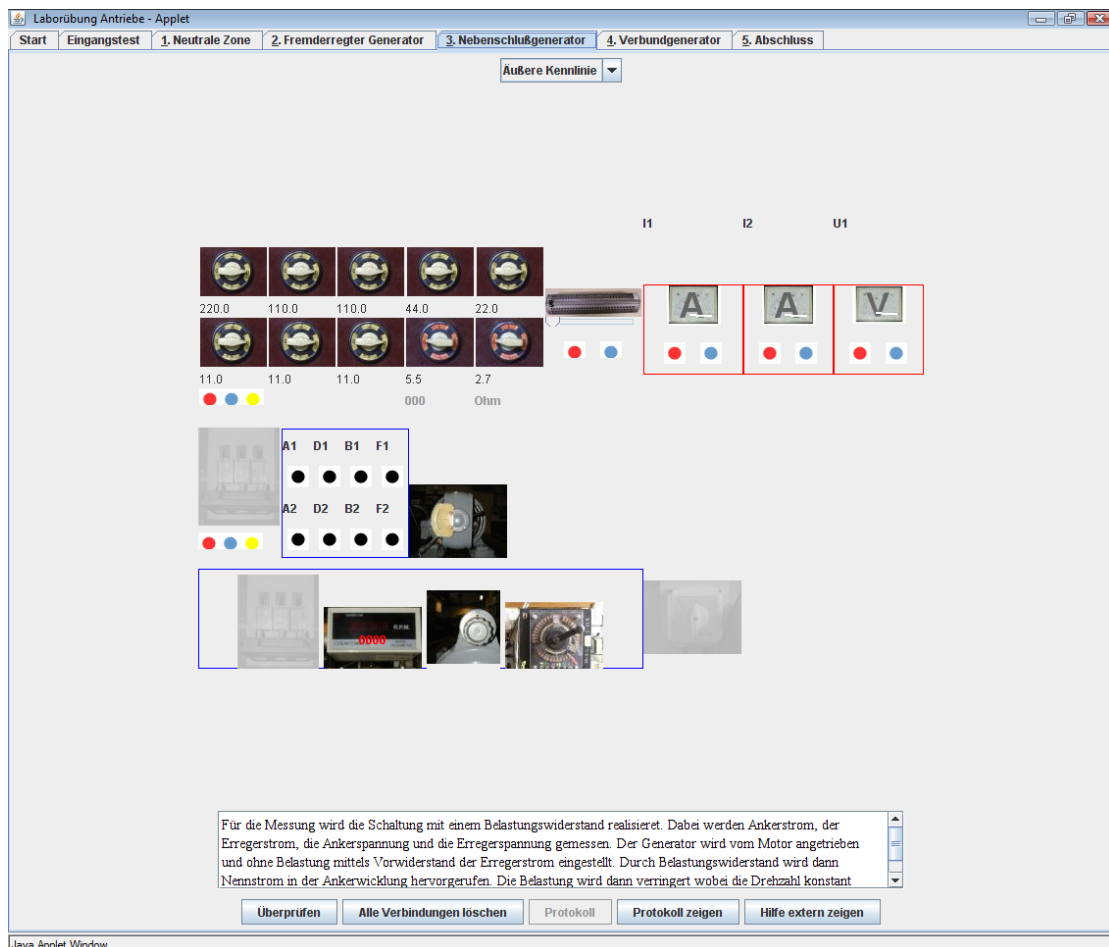 Laborübung Antriebe - Applet
Start Eingangstest 1. Neutrale Zone 2. Fremderregter Generator 3. Nebenschlußgenerator 4. Verbundgenerator 5. Abschluss
Äußere Kennlinie
I1 I2 U1
220.0 110.0 110.0 44.0 22.0
A A V
11.0 11.0 11.0 5.5 2.7
000 Ohm
A1 D1 B1 F1
A2 D2 B2 F2
R.P.M.
0000
Für die Messung wird die Schaltung mit einem Belastungswiderstand realisieret. Dabei werden Ankerstrom, der
Erregerstrom, die Ankerspannung und die Erregerspannung gemessen. Der Generator wird vom Motor angetrieben
und ohne Belastung mittels Vorwiderstand der Erregerstrom eingestellt. Durch Belastungswiderstand wird dann
Nennstrom in der Ankerwicklung hervorgerufen. Die Belastung wird dann verringert wobei die Drehzahl konstant
Überprüfen Alle Verbindungen löschen Protokoll Protokoll zeigen Hilfe extern zeigen
Java Applet Window